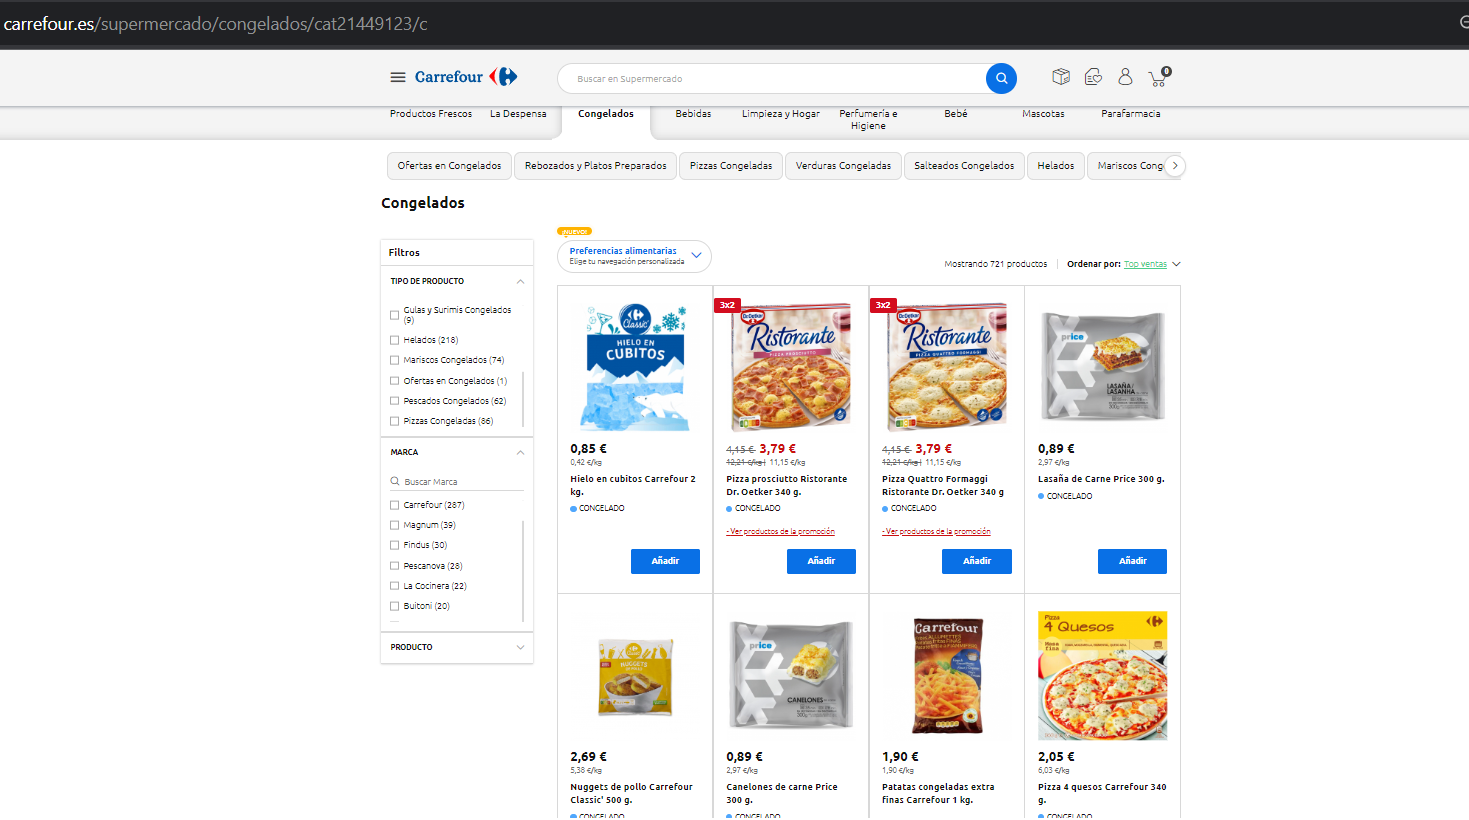 carrefour.es/supermercado/congelados/cat21449123/c
Carrefour
Buscar en Supermercado
0
Productos Frescos
La Despensa
Congelados
Bebidas
Limpieza y Hogar
Perfumería e
Higiene
Bebé
Mascotas
Parafarmacia
Ofertas en Congelados
Rebozados y Platos Preparados
Pizzas Congeladas
Verduras Congeladas
Salteados Congelados
Helados
Mariscos Cong
Congelados
Filtros
TIPO DE PRODUCTO
Gulas y Surimis Congelados
(9)
Helados (218)
Mariscos Congelados (74)
Ofertas en Congelados (1)
Pescados Congelados (62)
Pizzas Congeladas (86)
MARCA
Buscar Marca
Carrefour (287)
Magnum (39)
Findus (30)
Pescanova (28)
La Cocinera (22)
Buitoni (20)
PRODUCTO
¡NUEVO!
Preferencias alimentarias
Elige tu navegación personalizada
Mostrando 721 productos
Ordenar por: Top ventas
Classic'
HIELO EN
CUBITOS
0,85 €
0,42 €/kg
Hielo en cubitos Carrefour 2
kg.
CONGELADO
Añadir
3x2
Dr.Oetker
Ristorante
PIZZA PROSCIUTTO
4,15 € 3,79 €
12,21 €/kg | 11,15 €/kg
Pizza prosciutto Ristorante
Dr. Oetker 340 g.
CONGELADO
- Ver productos de la promoción
Añadir
3x2
Dr.Oetker
Ristorante
PIZZA QUATTRO FORMAGGI
4,15 € 3,79 €
12,21 €/kg | 11,15 €/kg
Pizza Quattro Formaggi
Ristorante Dr. Oetker 340 g
CONGELADO
- Ver productos de la promoción
Añadir
price
LASAÑA/
LASANHA
0,89 €
2,97 €/kg
Lasaña de Carne Price 300 g.
CONGELADO
Añadir
NUGGETS
2,69 €
5,38 €/kg
Nuggets de pollo Carrefour
Classic' 500 g.
CONGELADO
price
CANELONES
300g
0,89 €
2,97 €/kg
Canelones de carne Price
300 g.
CONGELADO
Carrefour
1,90 €
1,90 €/kg
Patatas congeladas extra
finas Carrefour 1 kg.
CONGELADO
Pizza
4 Quesos
Masa
fina
2,05 €
6,03 €/kg
Pizza 4 quesos Carrefour 340
g.
CONGELADO